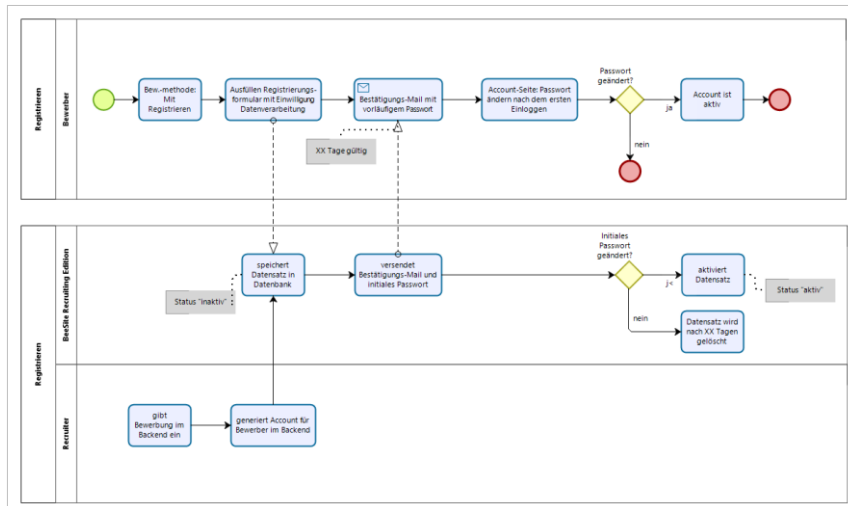 Registrieren
Bewerber
Bew.-methode:
Mit
Registrieren
Ausfüllen Registrierungs-
formular mit Einwilligung
Datenverarbeitung
Bestätigungs-Mail mit
vorläufigem Passwort
XX Tage gültig
Account-Seite: Passwort
ändern nach dem ersten
Einloggen
Passwort
geändert?
ja
nein
Account ist
aktiv
Registrieren
BeeSite Recruiting Edition
speichert
Datensatz in
Datenbank
Status "inaktiv"
versendet
Bestätigungs-Mail und
initiales Passwort
Initiales
Passwort
geändert?
j<
nein
aktiviert
Datensatz
Status "aktiv"
Datensatz wird
nach XX Tagen
gelöscht
Recruiter
gibt
Bewerbung im
Backend ein
generiert Account für
Bewerber im Backend